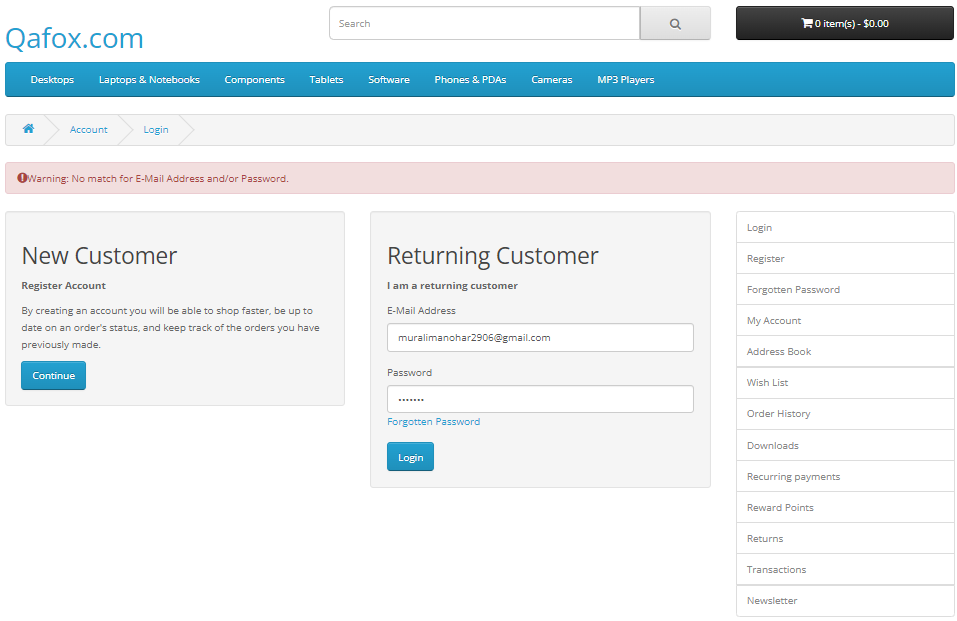 Qafox.com
Search
0 item(s) - $0.00
Desktops
Laptops & Notebooks
Components
Tablets
Software
Phones & PDAs
Cameras
MP3 Players
Account
Login
Warning: No match for E-Mail Address and/or Password.
New Customer
Register Account
By creating an account you will be able to shop faster, be up to
date on an order's status, and keep track of the orders you have
previously made.
Continue
Returning Customer
I am a returning customer
E-Mail Address
muralimanohar2906@gmail.com
Password
•••••••
Forgotten Password
Login
Login
Register
Forgotten Password
My Account
Address Book
Wish List
Order History
Downloads
Recurring payments
Reward Points
Returns
Transactions
Newsletter